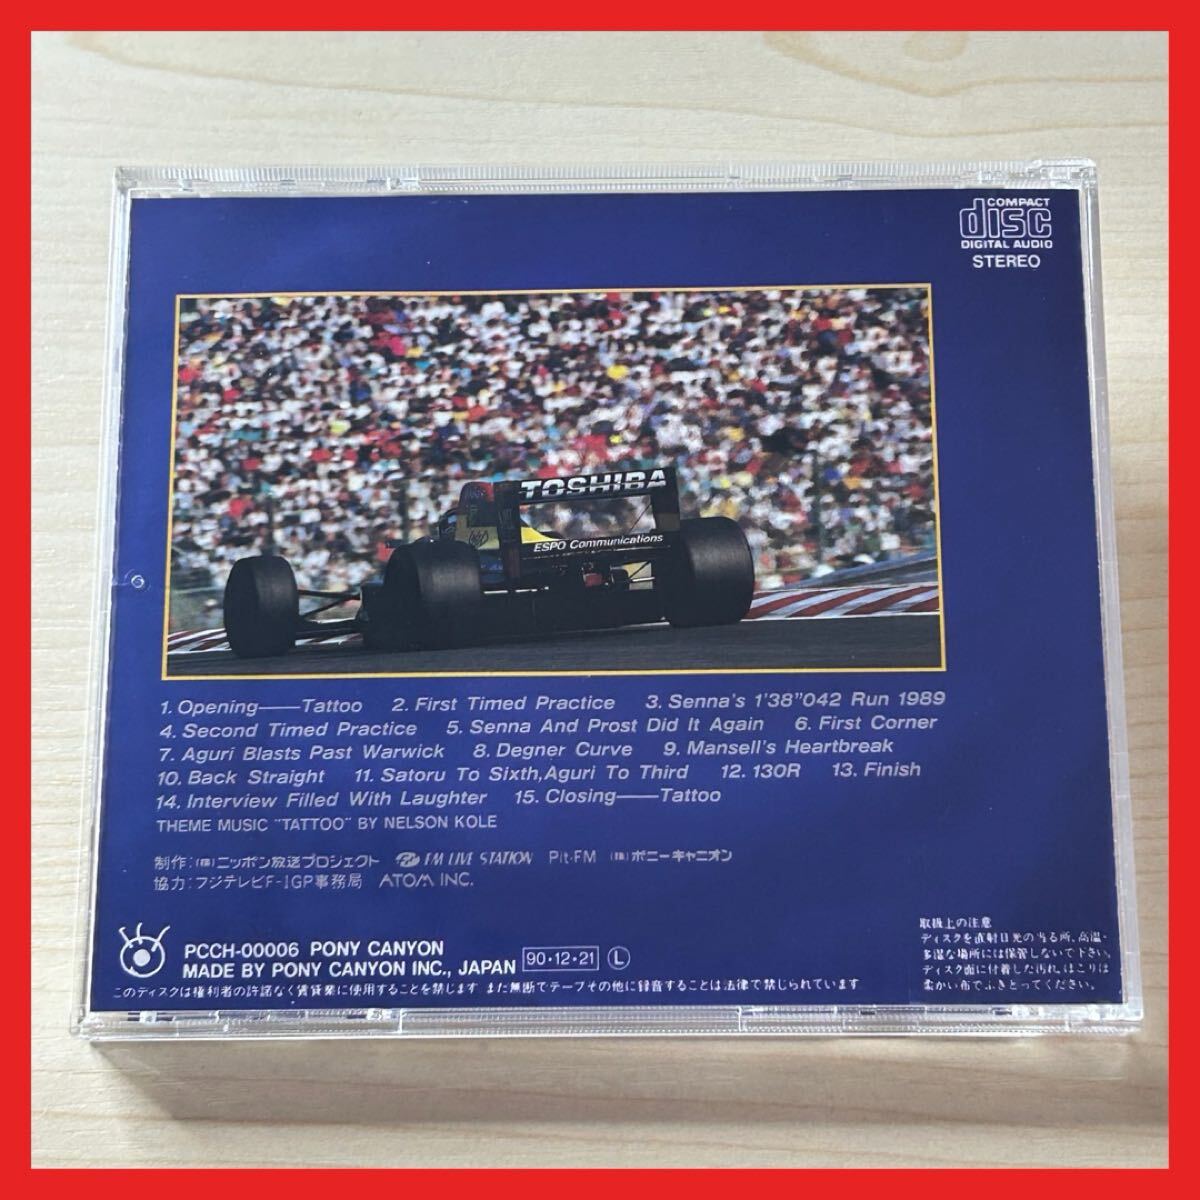 COMPACT
disc
DIGITAL AUDIO
STEREO
TOSHIBA
ESPO Communications
1. Opening——Tattoo 2. First Timed Practice 3. Senna's 1'38"042 Run 1989
4. Second Timed Practice 5. Senna And Prost Did It Again 6. First Corner
7. Aguri Blasts Past Warwick 8. Degner Curve 9. Mansell's Heartbreak
10. Back Straight 11. Satoru To Sixth, Aguri To Third 12. 130R 13. Finish
14. Interview Filled With Laughter 15. Closing——Tattoo
THEME MUSIC "TATTOO" BY NELSON KOLE
制作:㈱ニッポン放送プロジェクト FM LIVE STATION Pit-FM ㈱ポニーキャニオン
協力:フジテレビF-1GP事務局 ATOM INC.
PCCH-00006 PONY CANYON
MADE BY PONY CANYON INC., JAPAN 90・12・21 Ⓛ
このディスクは権利者の許諾なく賃貸業に使用することを禁じます また無断でテープその他に録音することは法律で禁じられています
取扱上の注意
ディスクを直射日光の当る所、高温・
多湿な場所には保管しないで下さい。
ディスク面に付着した汚れ、ほこりは
柔かい布でふきとってください。